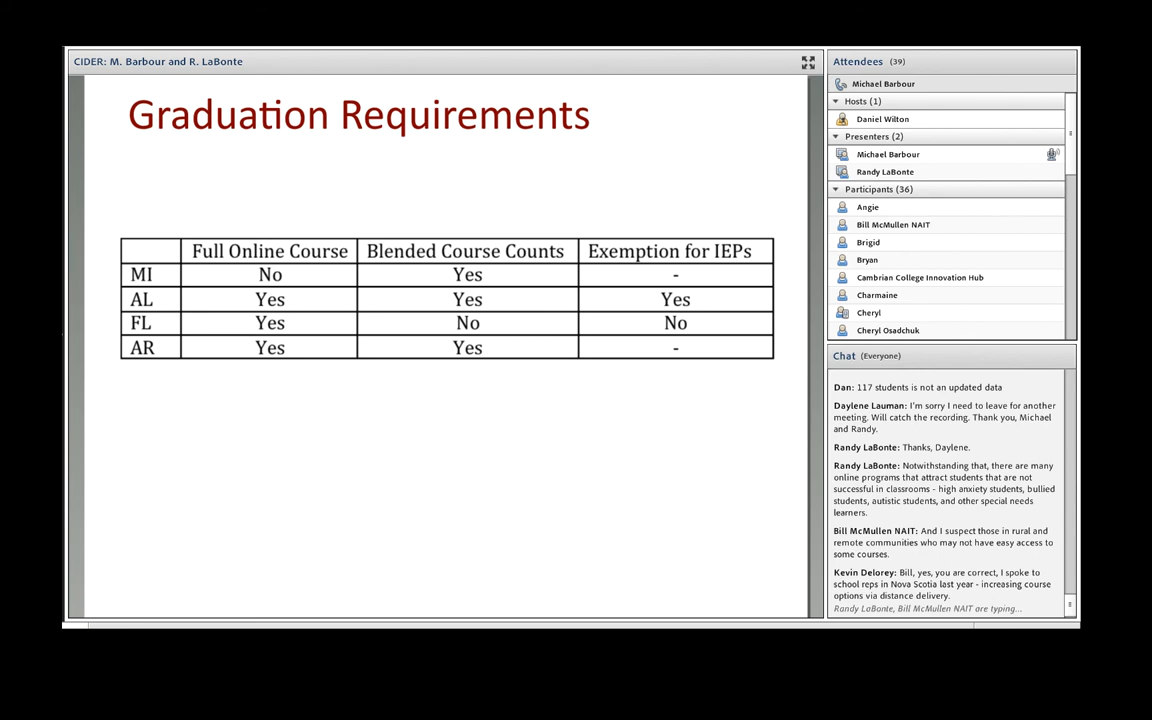 CIDER: M. Barbour and R. LaBonte
Graduation Requirements
Full Online Course Blended Course Counts Exemption for IEPs
MI No Yes -
AL Yes Yes Yes
FL Yes No No
AR Yes Yes -
Attendees (39)
Michael Barbour
Hosts (1)
Daniel Wilton
Presenters (2)
Michael Barbour
Randy LaBonte
Participants (36)
Angie
Bill McMullen NAIT
Brigid
Bryan
Cambrian College Innovation Hub
Charmaine
Cheryl
Cheryl Osadchuk
Chat (Everyone)
Dan: 117 students is not an updated data
Daylene Lauman: I'm sorry I need to leave for another
meeting. Will catch the recording. Thank you, Michael
and Randy.
Randy LaBonte: Thanks, Daylene.
Randy LaBonte: Notwithstanding that, there are many
online programs that attract students that are not
successful in classrooms - high anxiety students, bullied
students, autistic students, and other special needs
learners.
Bill McMullen NAIT: And I suspect those in rural and
remote communities who may not have easy access to
some courses.
Kevin Delorey: Bill, yes, you are correct, I spoke to
school reps in Nova Scotia last year - increasing course
options via distance delivery.
Randy LaBonte, Bill McMullen NAIT are typing...